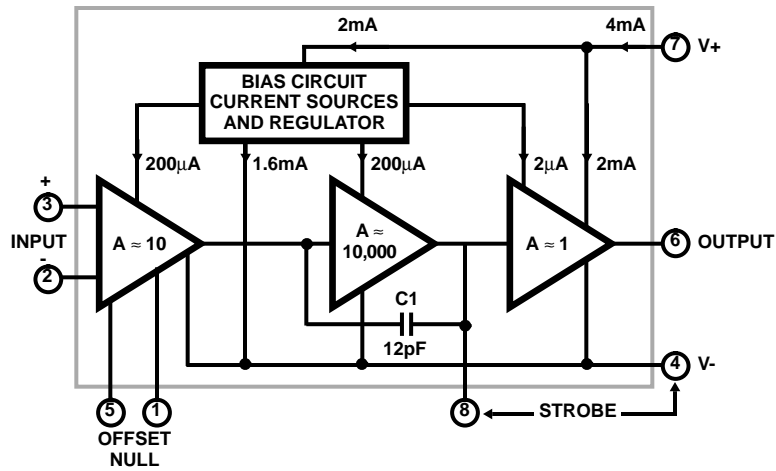 2mA
4mA
7
V+
BIAS CIRCUIT
CURRENT SOURCES
AND REGULATOR
200μA
1.6mA
200μA
2μA
2mA
+
3
INPUT
-
2
A ≈ 10
A ≈
10,000
A ≈ 1
6
OUTPUT
C1
12pF
4
V-
5
1
8
STROBE
OFFSET
NULL